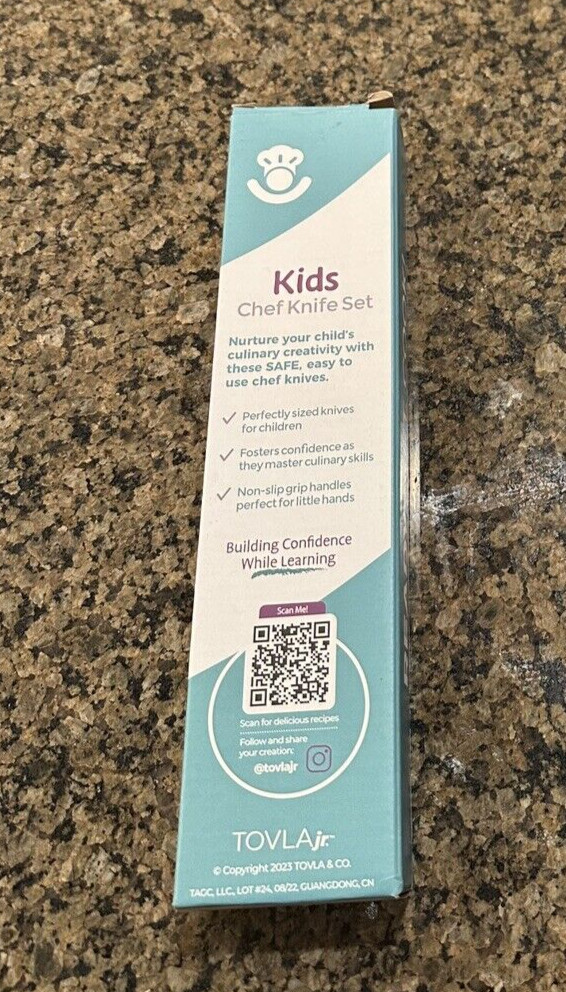 Kids
Chef Knife Set
Nurture your child's
culinary creativity with
these SAFE, easy to
use chef knives.
Perfectly sized knives
for children
Fosters confidence as
they master culinary skills
Non-slip grip handles
perfect for little hands
Building Confidence
While Learning
Scan Me!
Scan for delicious recipes
Follow and share
your creation:
@tovlajr
TOVLAjr.™
© Copyright 2023 TOVLA & CO.
TAGC, LLC, LOT #24, 08/22, GUANGDONG, CN